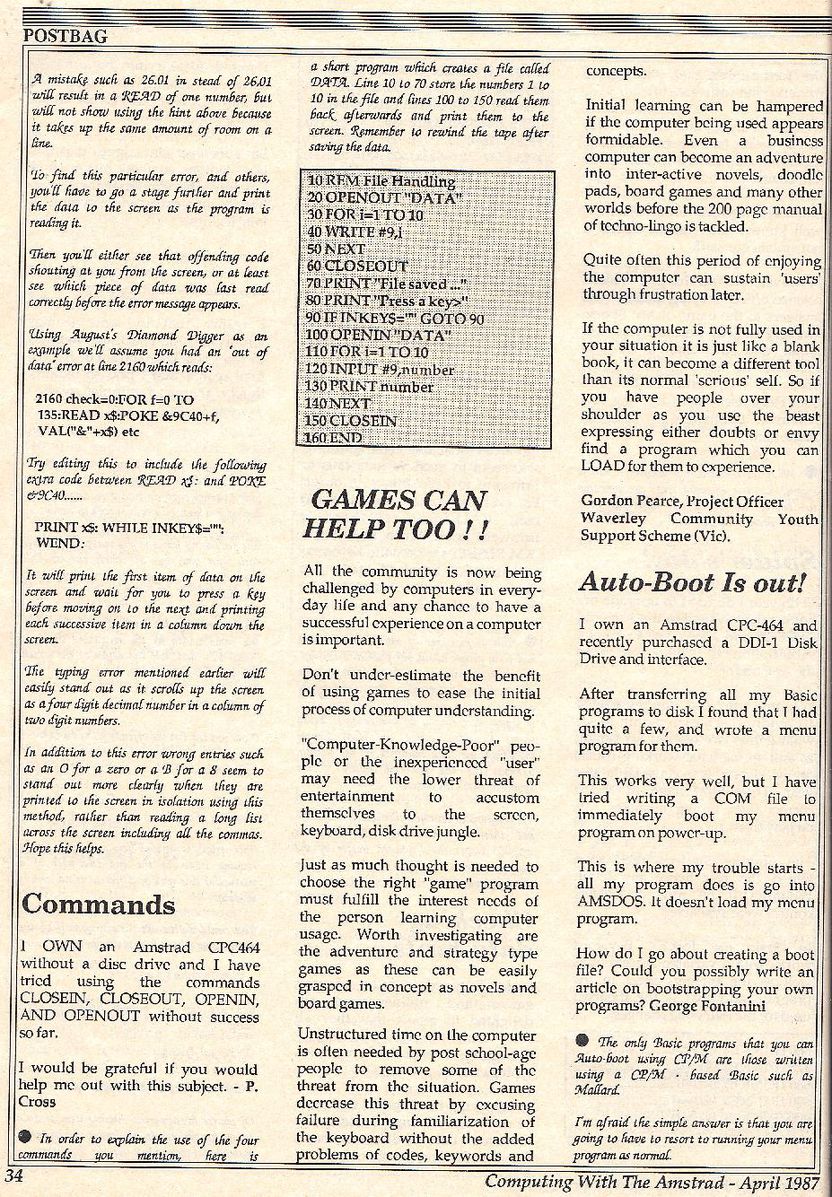 POSTBAG
A mistake such as 26.01 in stead of 26,01
will result in a READ of one number, but
will not show using the hint above because
it takes up the same amount of room on a
line.
To find this particular error, and others,
you'll have to go a stage further and print
the data to the screen as the program is
reading it.
Then you'll either see that offending code
shouting at you from the screen, or at least
see which piece of data was last read
correctly before the error message appears.
Using August's Diamond Digger as an
example we'll assume you had an 'out of
data' error at line 2160 which reads:
2160 check=0:FOR f=0 TO
135:READ x$:POKE &9C40+f,
VAL("&"+x$) etc
Try editing this to include the following
extra code between READ x$: and POKE
&9C40......
PRINT x$: WHILE INKEY$="":
WEND:
It will print the first item of data on the
screen and wait for you to press a key
before moving on to the next and printing
each successive item in a column down the
screen.
The typing error mentioned earlier will
easily stand out as it scrolls up the screen
as a four digit decimal number in a column of
two digit numbers.
In addition to this error wrong entries such
as an O for a zero or a B for a 8 seem to
stand out more clearly when they are
printed to the screen in isolation using this
method, rather than reading a long list
across the screen including all the commas.
Hope this helps.
Commands
I OWN an Amstrad CPC464
without a disc drive and I have
tried using the commands
CLOSEIN, CLOSEOUT, OPENIN,
AND OPENOUT without success
so far.
I would be grateful if you would
help me out with this subject. - P.
Cross
● In order to explain the use of the four
commands you mention, here is
a short program which creates a file called
DATA. Line 10 to 70 store the numbers 1 to
10 in the file and lines 100 to 150 read them
back afterwards and print them to the
screen. Remember to rewind the tape after
saving the data.
10 REM File Handling
20 OPENOUT "DATA"
30 FOR i=1 TO 10
40 WRITE #9,i
50 NEXT
60 CLOSEOUT
70 PRINT "File saved ..."
80 PRINT "Press a key>"
90 IF INKEY$="" GOTO 90
100 OPENIN "DATA"
110 FOR i=1 TO 10
120 INPUT #9,number
130 PRINT number
140 NEXT
150 CLOSEIN
160 END
GAMES CAN
HELP TOO ! !
All the community is now being
challenged by computers in every-
day life and any chance to have a
successful experience on a computer
is important.
Don't under-estimate the benefit
of using games to ease the initial
process of computer understanding.
"Computer-Knowledge-Poor" peo-
ple or the inexperienced "user"
may need the lower threat of
entertainment to accustom
themselves to the screen,
keyboard, disk drive jungle.
Just as much thought is needed to
choose the right "game" program
must fulfill the interest needs of
the person learning computer
usage. Worth investigating are
the adventure and strategy type
games as these can be easily
grasped in concept as novels and
board games.
Unstructured time on the computer
is often needed by post school-age
people to remove some of the
threat from the situation. Games
decrease this threat by excusing
failure during familiarization of
the keyboard without the added
problems of codes, keywords and
concepts.
Initial learning can be hampered
if the computer being used appears
formidable. Even a business
computer can become an adventure
into inter-active novels, doodle
pads, board games and many other
worlds before the 200 page manual
of techno-lingo is tackled.
Quite often this period of enjoying
the computer can sustain 'users'
through frustration later.
If the computer is not fully used in
your situation it is just like a blank
book, it can become a different tool
than its normal 'serious' self. So if
you have people over your
shoulder as you use the beast
expressing either doubts or envy
find a program which you can
LOAD for them to experience.
Gordon Pearce, Project Officer
Waverley Community Youth
Support Scheme (Vic).
Auto-Boot Is out!
I own an Amstrad CPC-464 and
recently purchased a DDI-1 Disk
Drive and interface.
After transferring all my Basic
programs to disk I found that I had
quite a few, and wrote a menu
program for them.
This works very well, but I have
tried writing a COM file to
immediately boot my menu
program on power-up.
This is where my trouble starts -
all my program does is go into
AMSDOS. It doesn't load my menu
program.
How do I go about creating a boot
file? Could you possibly write an
article on bootstrapping your own
programs? George Fontanini
● The only Basic programs that you can
Auto-boot using CP/M are those written
using a CP/M - based Basic such as
Mallard.
I'm afraid the simple answer is that you are
going to have to resort to running your menu
program as normal.
34
Computing With The Amstrad - April 1987